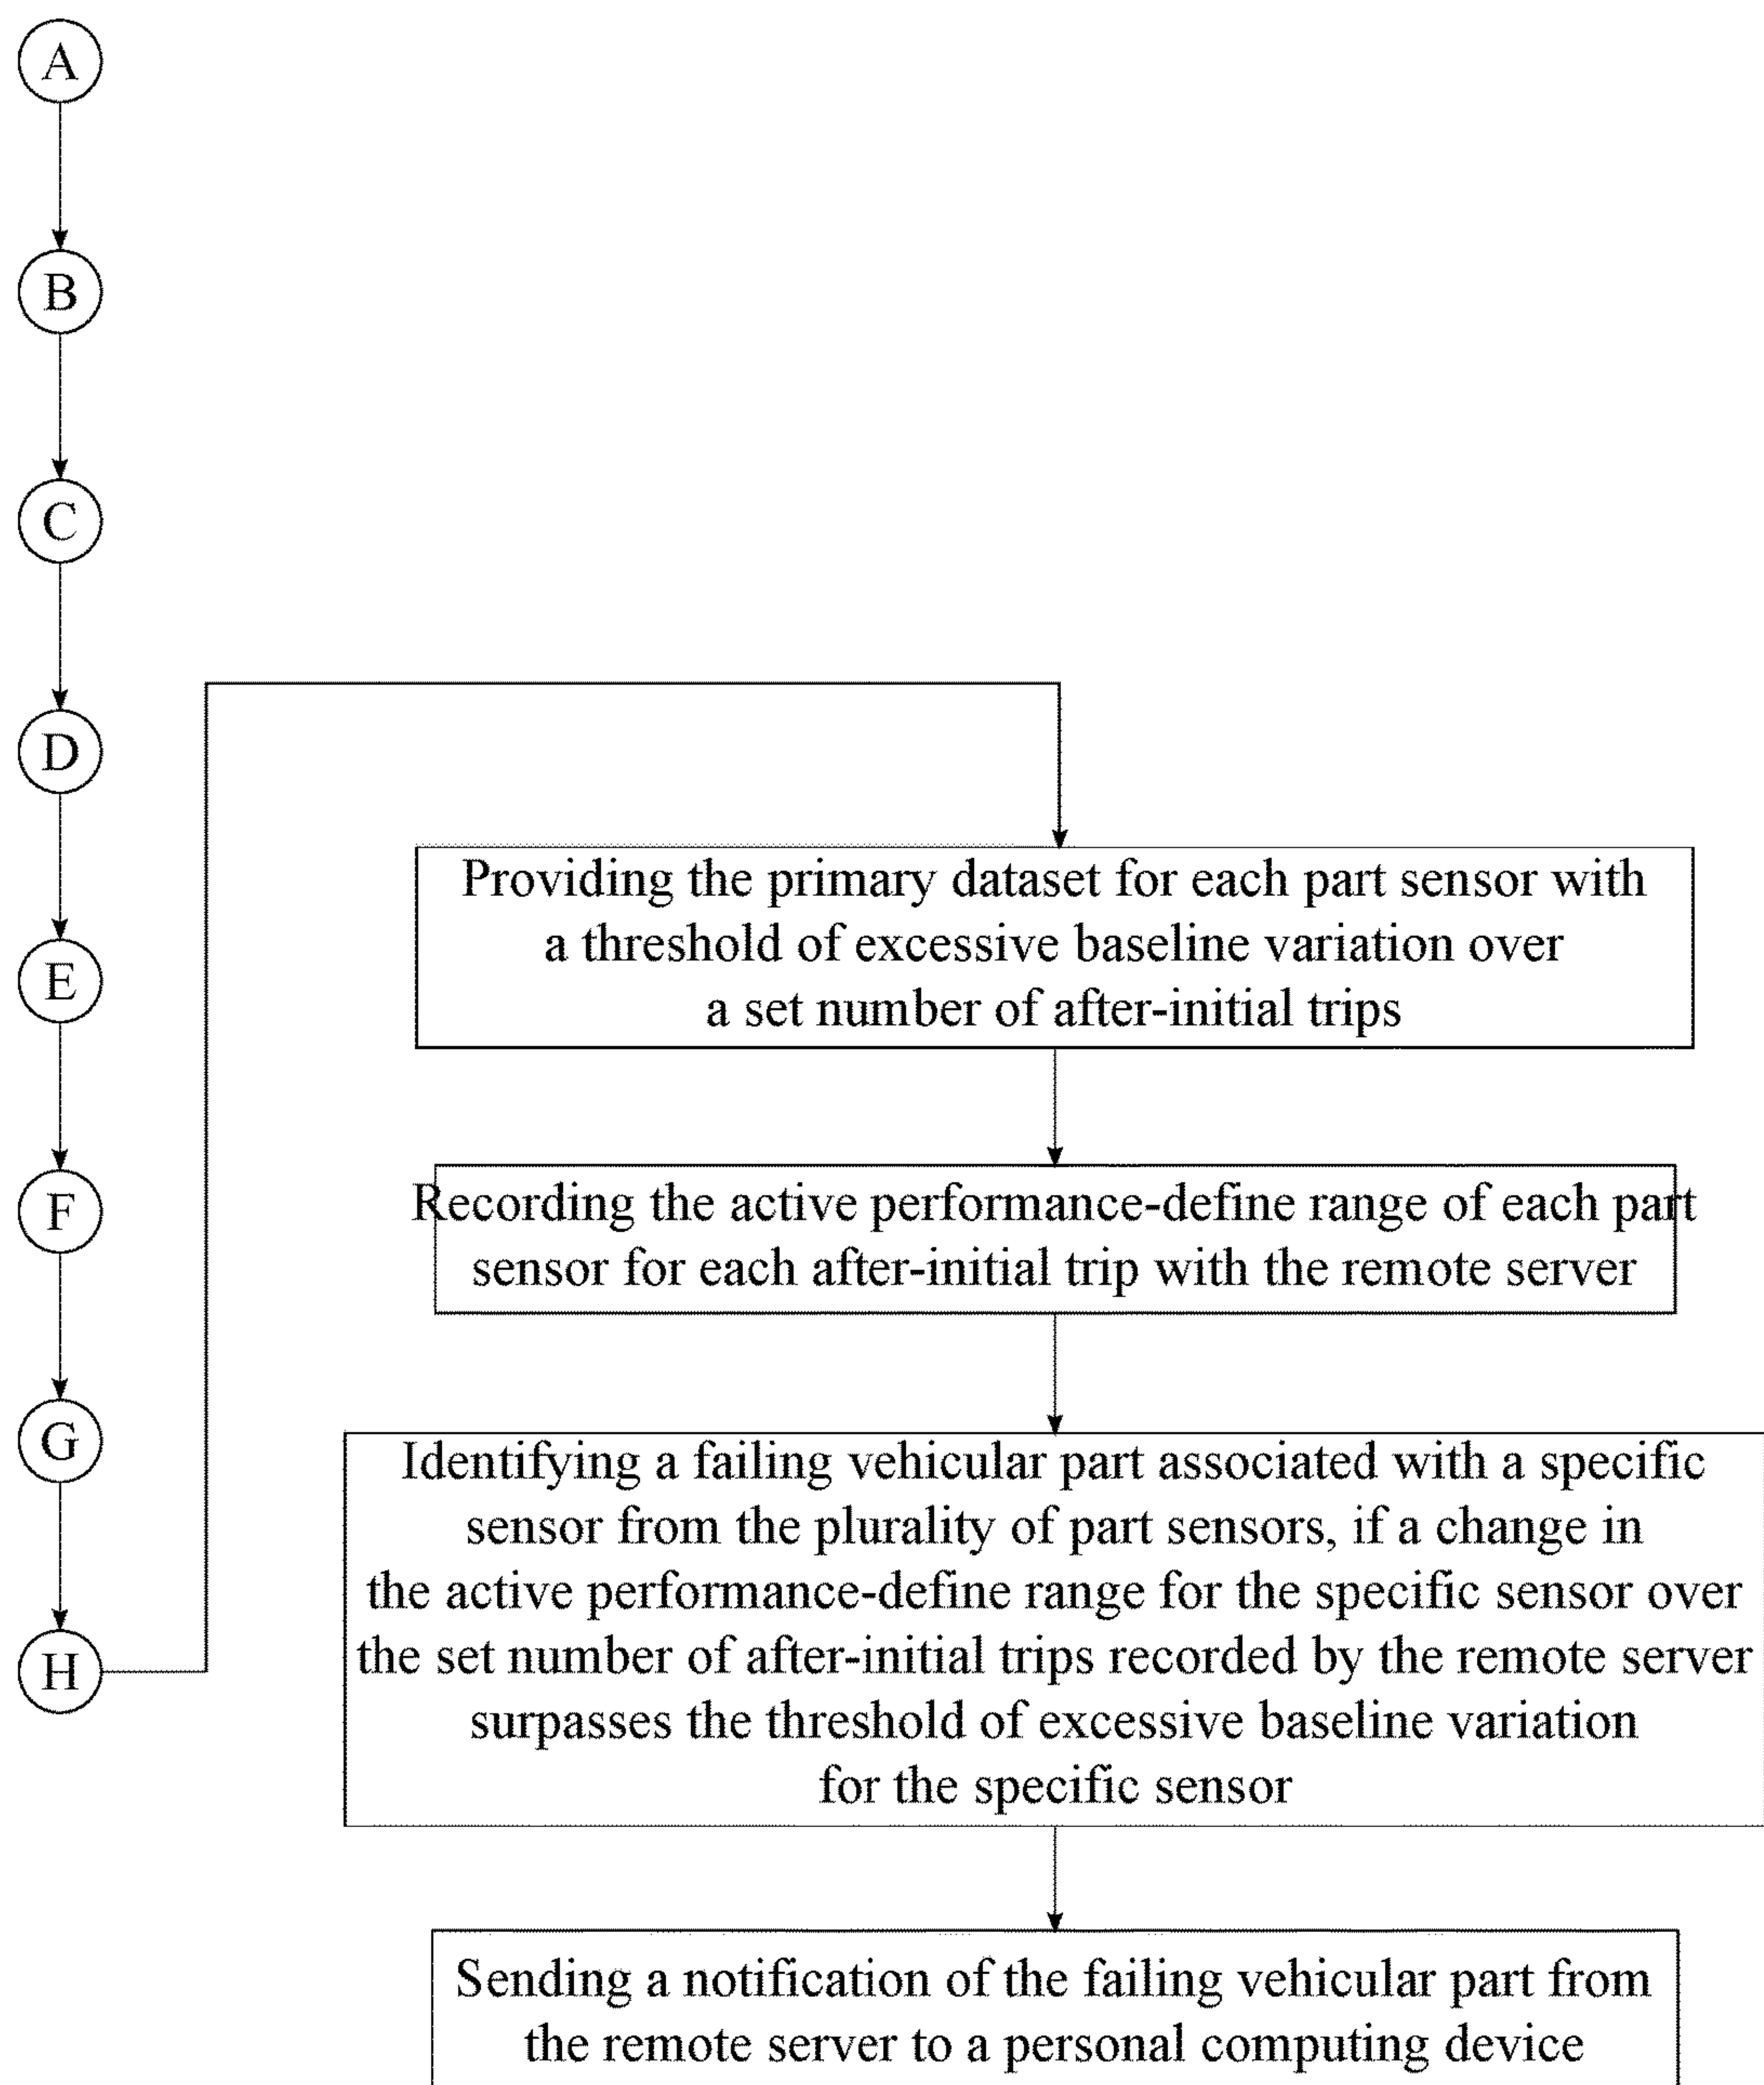 A
B
C
D
E
F
G
H
Providing the primary dataset for each part sensor with
a threshold of excessive baseline variation over
a set number of after-initial trips
Recording the active performance-define range of each part
sensor for each after-initial trip with the remote server
Identifying a failing vehicular part associated with a specific
sensor from the plurality of part sensors, if a change in
the active performance-define range for the specific sensor over
the set number of after-initial trips recorded by the remote server
surpasses the threshold of excessive baseline variation
for the specific sensor
Sending a notification of the failing vehicular part from
the remote server to a personal computing device